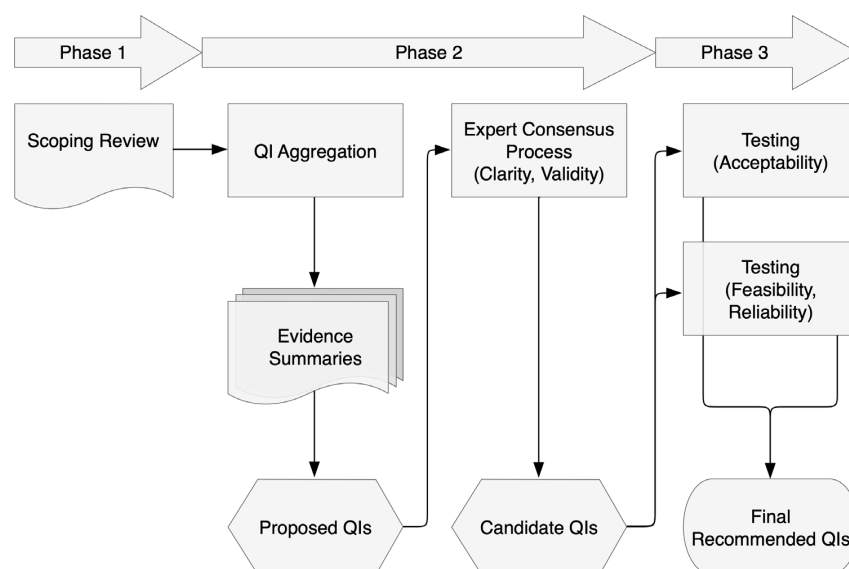 Phase 1
Phase 2
Phase 3
Scoping Review
QI Aggregation
Expert Consensus
Process
(Clarity, Validity)
Testing
(Acceptability)
Testing
(Feasibility,
Reliability)
Evidence
Summaries
Proposed QIs
Candidate QIs
Final
Recommended QIs